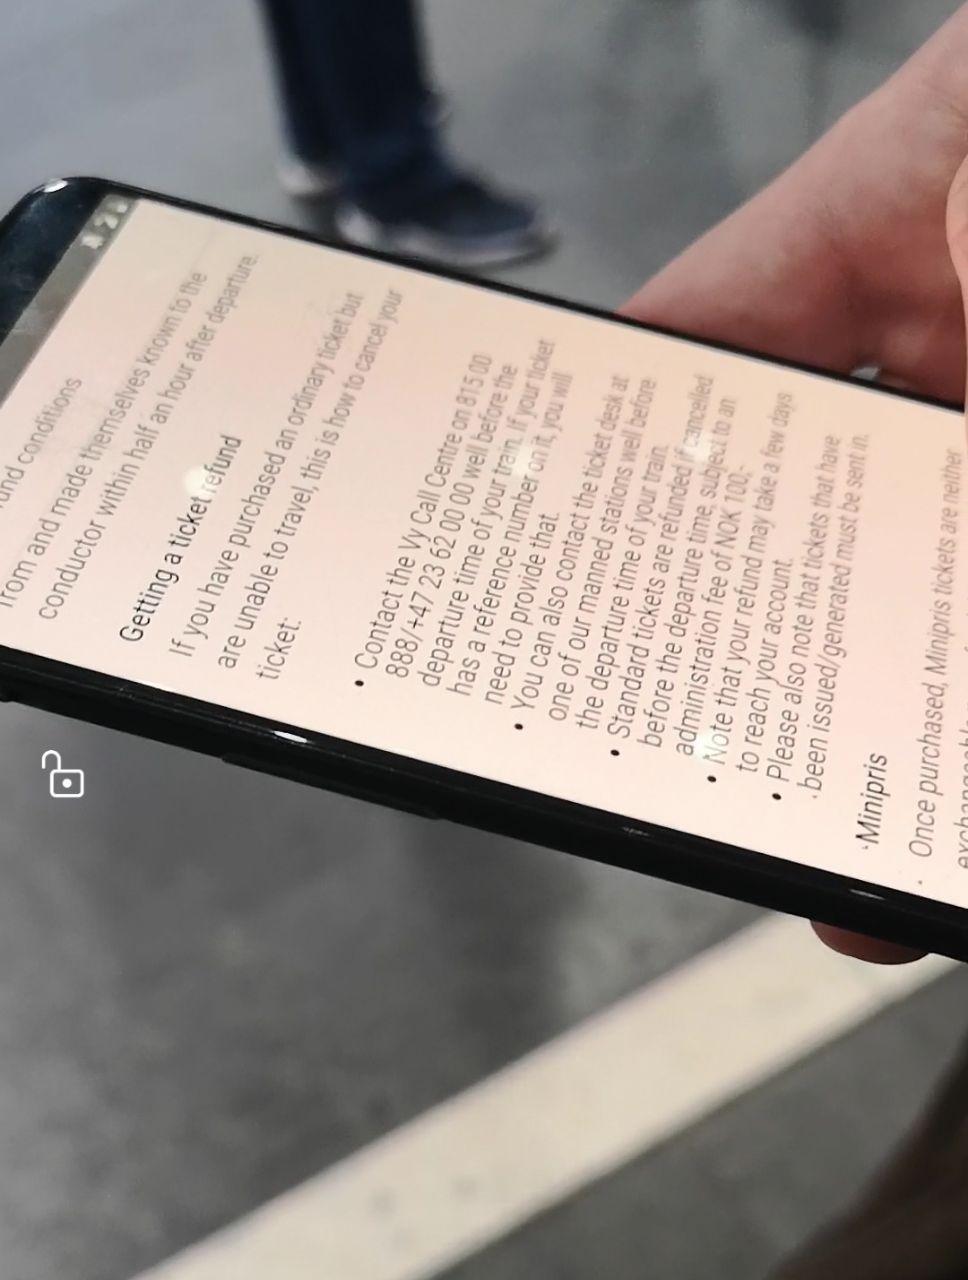 and conditions
from and made themselves known to the
conductor within half an hour after departure.
Getting a ticket refund
If you have purchased an ordinary ticket but
are unable to travel, this is how to cancel your
ticket:
• Contact the Vy Call Centre on 815 00
888/+47 23 62 00 00 well before the
departure time of your train. If your ticket
has a reference number on it, you will
need to provide that.
• You can also contact the ticket desk at
one of our manned stations well before
the departure time of your train.
• Standard tickets are refunded if cancelled
before the departure time, subject to an
administration fee of NOK 100,-
• Note that your refund may take a few days
to reach your account.
• Please also note that tickets that have
been issued/generated must be sent in.
Minipris
• Once purchased, Minipris tickets are neither